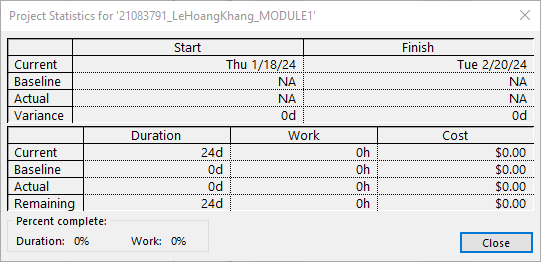 Project Statistics for '21083791_LeHoangKhang_MODULE1'
Start Finish
Current Thu 1/18/24 Tue 2/20/24
Baseline NA NA
Actual NA NA
Variance 0d 0d
Duration Work Cost
Current 24d 0h $0.00
Baseline 0d 0h $0.00
Actual 0d 0h $0.00
Remaining 24d 0h $0.00
Percent complete:
Duration: 0% Work: 0%
Close